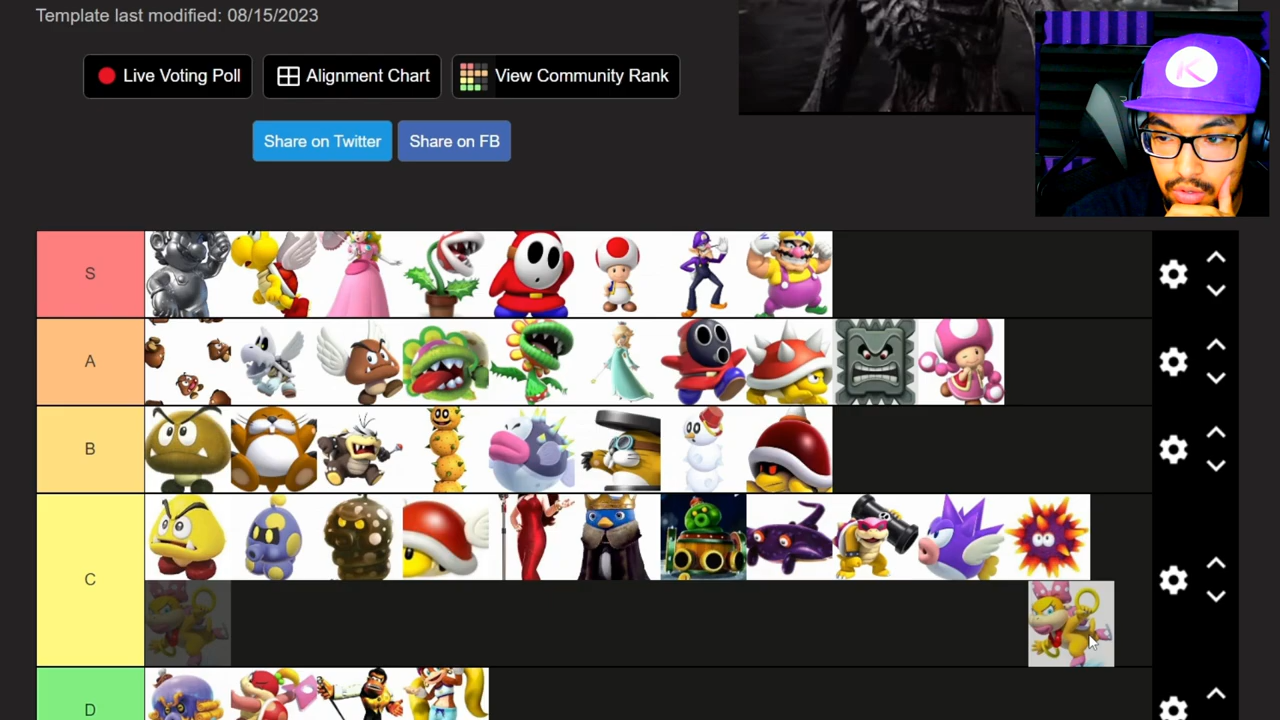 Template last modified: 08/15/2023
Live Voting Poll
Alignment Chart
View Community Rank
Share on Twitter
Share on FB
K
S
A
B
C
D